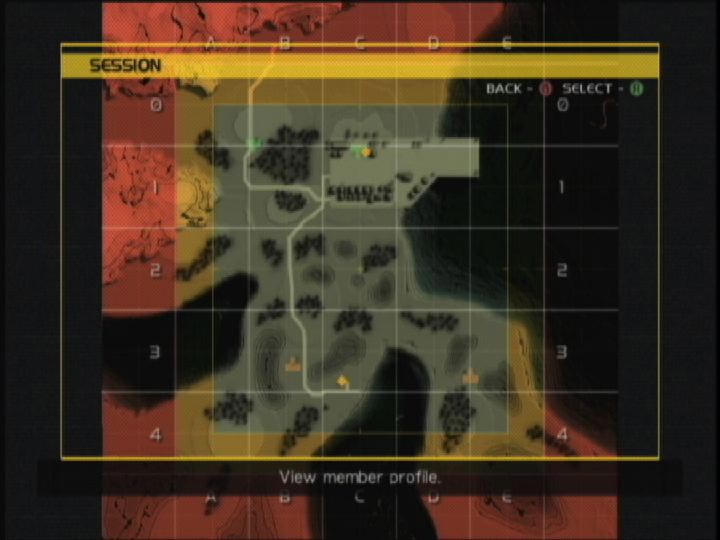 A B C D E
SESSION
BACK - B SELECT - A
0 0
1 1
2 2
3 3
4 4
View member profile.
A B C D E